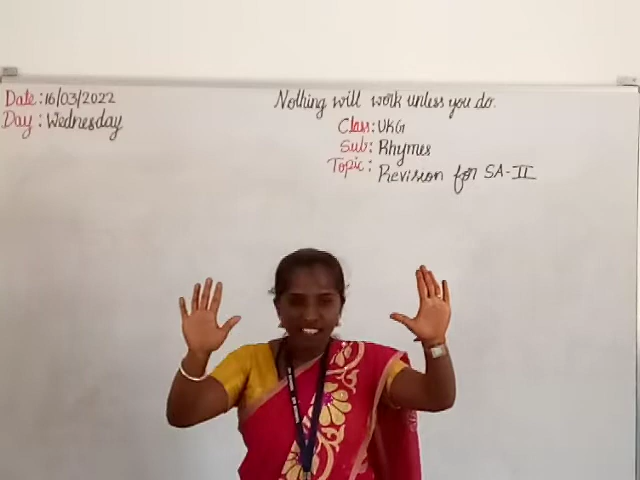 Date: 16/03/2022
Day: Wednesday
Nothing will work unless you do.
Class: UKG
Sub: Rhymes
Topic: Revision for SA-II